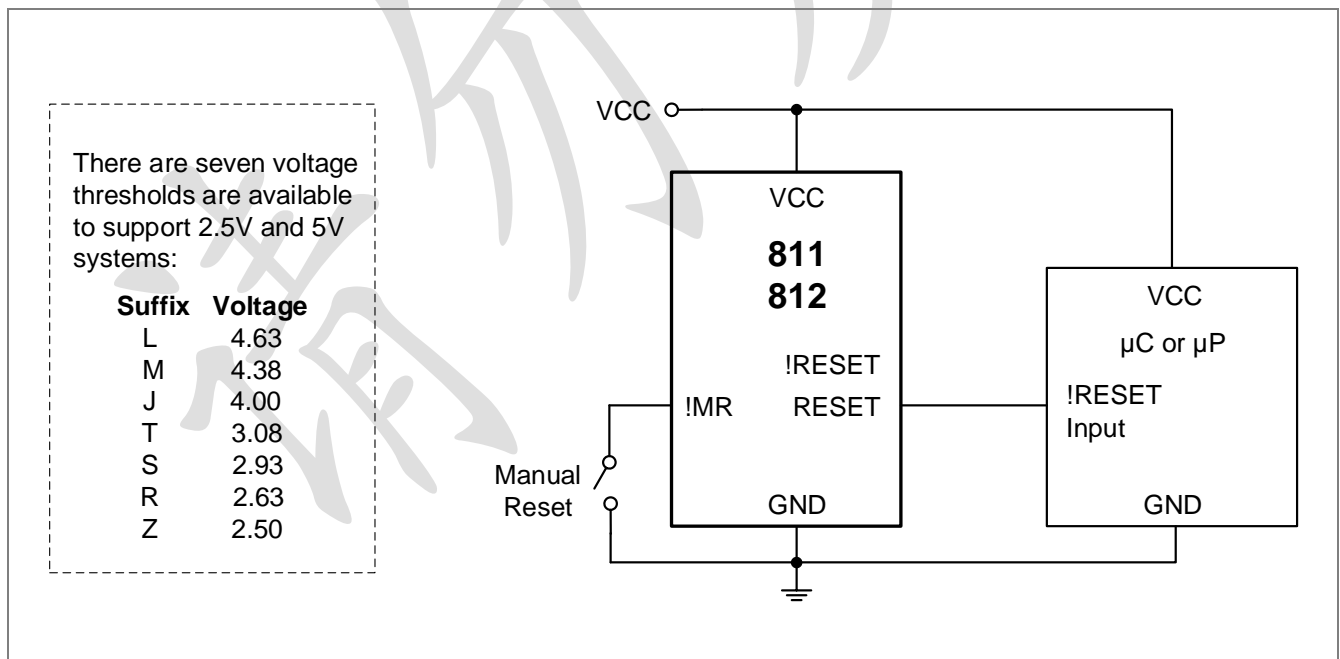 There are seven voltage
thresholds are available
to support 2.5V and 5V
systems:
Suffix Voltage
L 4.63
M 4.38
J 4.00
T 3.08
S 2.93
R 2.63
Z 2.50
VCC
VCC
811
812
!RESET
!MR RESET
GND
Manual
Reset
VCC
µC or µP
!RESET
Input
GND
请勿